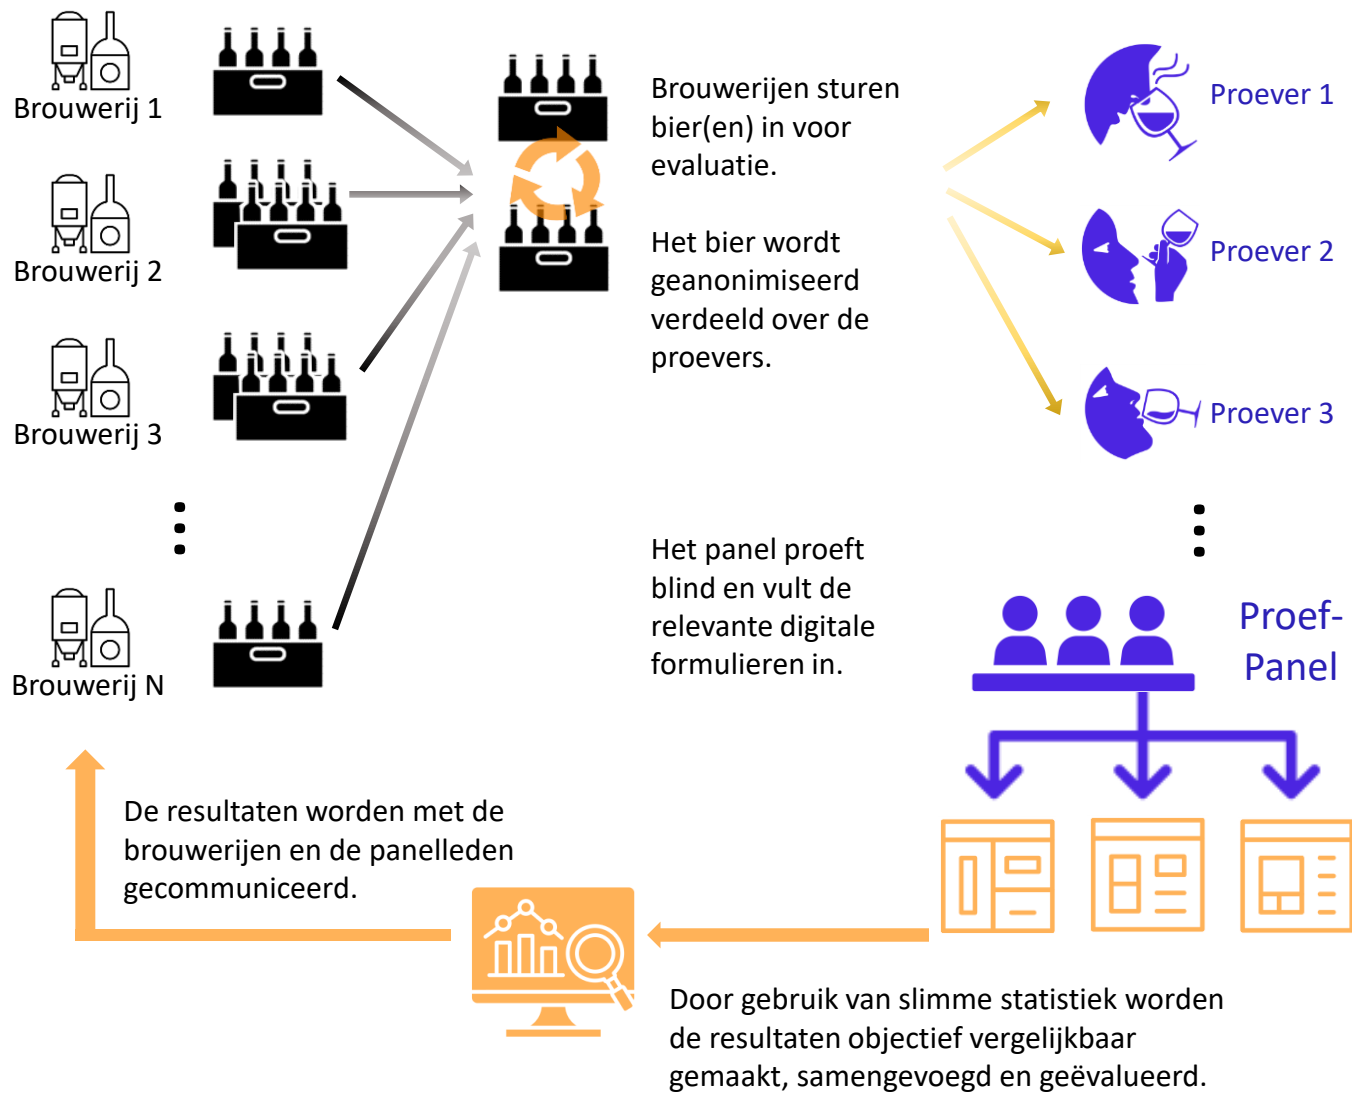 Brouwerij 1
Brouwerij 2
Brouwerij 3
Brouwerij N
Brouwerijen sturen
bier(en) in voor
evaluatie.
Het bier wordt
geanonimiseerd
verdeeld over de
proevers.
Proever 1
Proever 2
Proever 3
Het panel proeft
blind en vult de
relevante digitale
formulieren in.
Proef-
Panel
De resultaten worden met de
brouwerijen en de panelleden
gecommuniceerd.
Door gebruik van slimme statistiek worden
de resultaten objectief vergelijkbaar
gemaakt, samengevoegd en geëvalueerd.